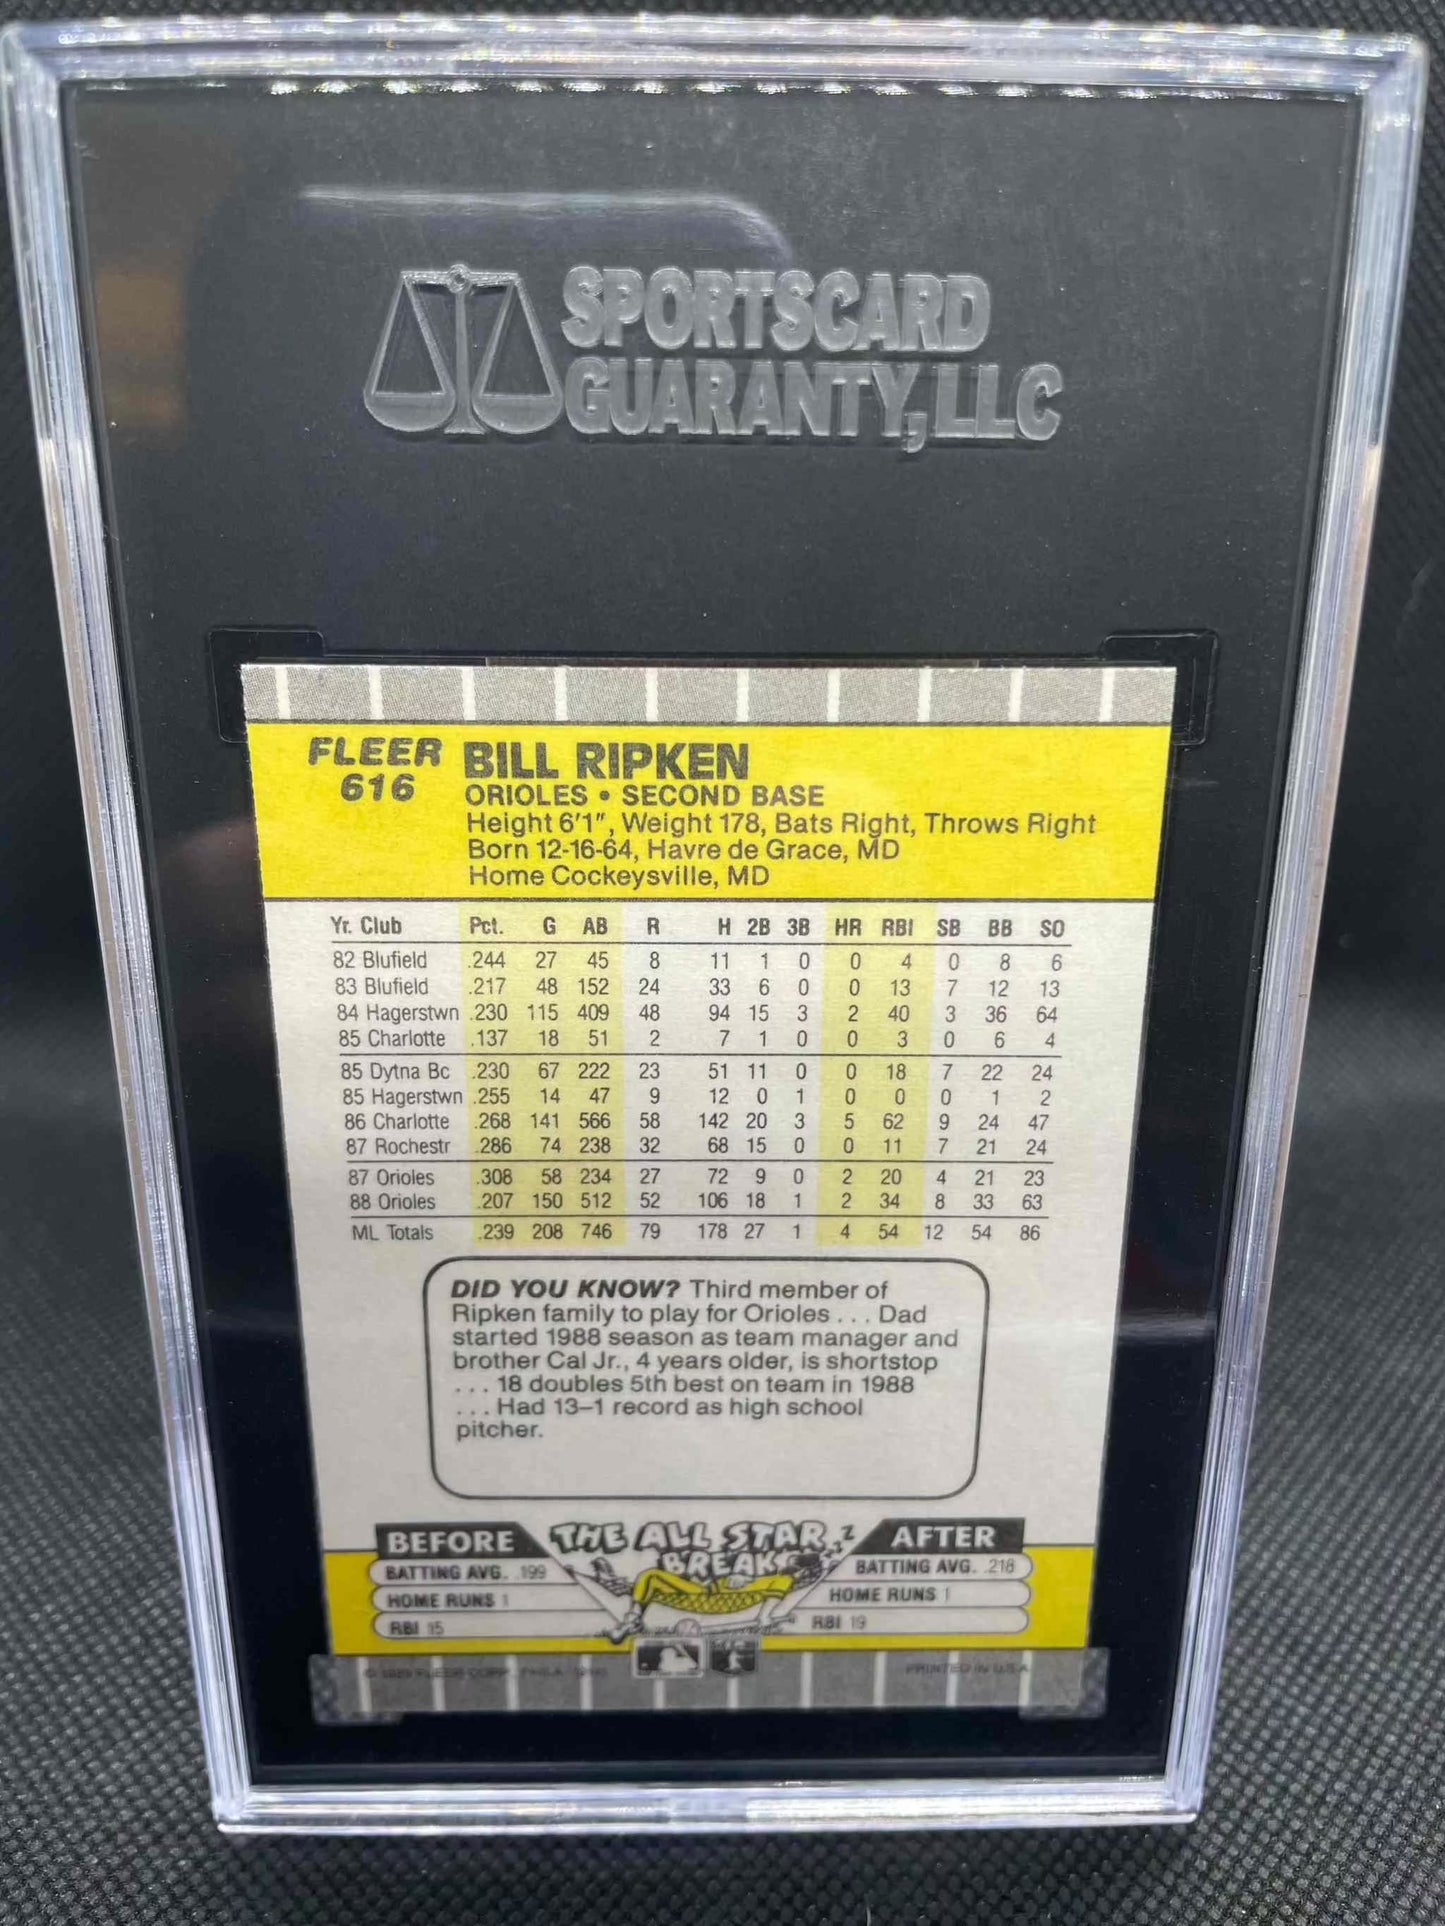 SPORTSCARD
GUARANTY, LLC
FLEER
616
BILL RIPKEN
ORIOLES • SECOND BASE
Height 6'1", Weight 178, Bats Right, Throws Right
Born 12-16-64, Havre de Grace, MD
Home Cockeysville, MD
Yr. Club Pct. G AB R H 2B 3B HR RBI SB BB SO
82 Blufield .244 27 45 8 11 1 0 0 4 0 8 6
83 Blufield .217 48 152 24 33 6 0 0 13 7 12 13
84 Hagerstwn .230 115 409 48 94 15 3 2 40 3 36 64
85 Charlotte .137 18 51 2 7 1 0 0 3 0 6 4
85 Dytna Bc .230 67 222 23 51 11 0 0 18 7 22 24
85 Hagerstwn .255 14 47 9 12 0 1 0 0 0 1 2
86 Charlotte .268 141 566 58 142 20 3 5 62 9 24 47
87 Rochestr .286 74 238 32 68 15 0 0 11 7 21 24
87 Orioles .308 58 234 27 72 9 0 2 20 4 21 23
88 Orioles .207 150 512 52 106 18 1 2 34 8 33 63
ML Totals .239 208 746 79 178 27 1 4 54 12 54 86
DID YOU KNOW? Third member of
Ripken family to play for Orioles . . . Dad
started 1988 season as team manager and
brother Cal Jr., 4 years older, is shortstop
. . . 18 doubles 5th best on team in 1988
. . . Had 13–1 record as high school
pitcher.
BEFORE
BATTING AVG. .199
HOME RUNS 1
RBI 15
THE ALL STAR
BREAK
AFTER
BATTING AVG. .218
HOME RUNS 1
RBI 19
© 1989 FLEER CORP., PHILA.
PRINTED IN U.S.A.